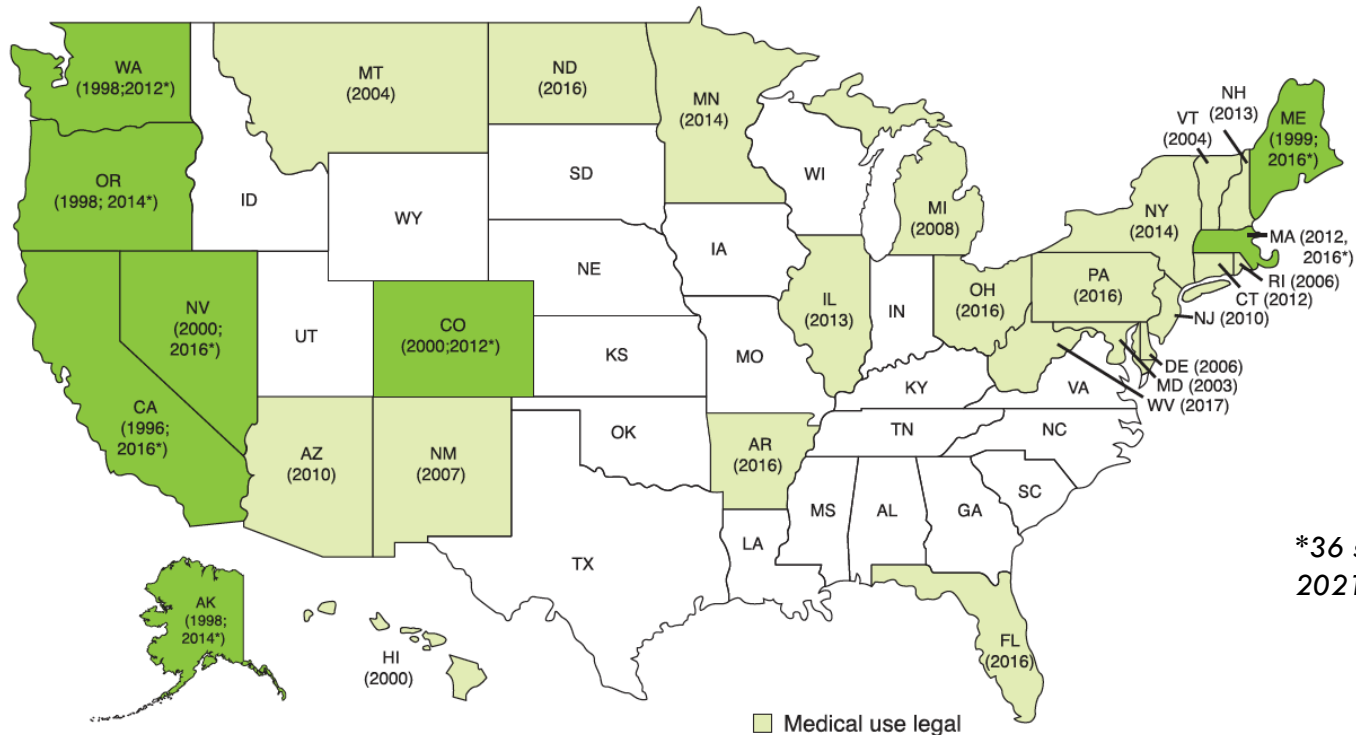 WA
(1998;2012*)
MT
(2004)
ND
(2016)
MN
(2014)
NH
(2013)
VT
(2004)
ME
(1999;
2016*)
OR
(1998; 2014*)
ID
WY
SD
WI
MI
(2008)
NY
(2014)
MA (2012,
2016*)
RI (2006)
CT (2012)
NJ (2010)
NV
(2000;
2016*)
UT
CO
(2000;2012*)
NE
IA
IL
(2013)
IN
OH
(2016)
PA
(2016)
DE (2006)
MD (2003)
WV (2017)
CA
(1996;
2016*)
KS
MO
KY
VA
AZ
(2010)
NM
(2007)
OK
AR
(2016)
TN
NC
SC
MS
AL
GA
LA
TX
FL
(2016)
AK
(1998;
2014*)
HI
(2000)
*36
2021
Medical use legal